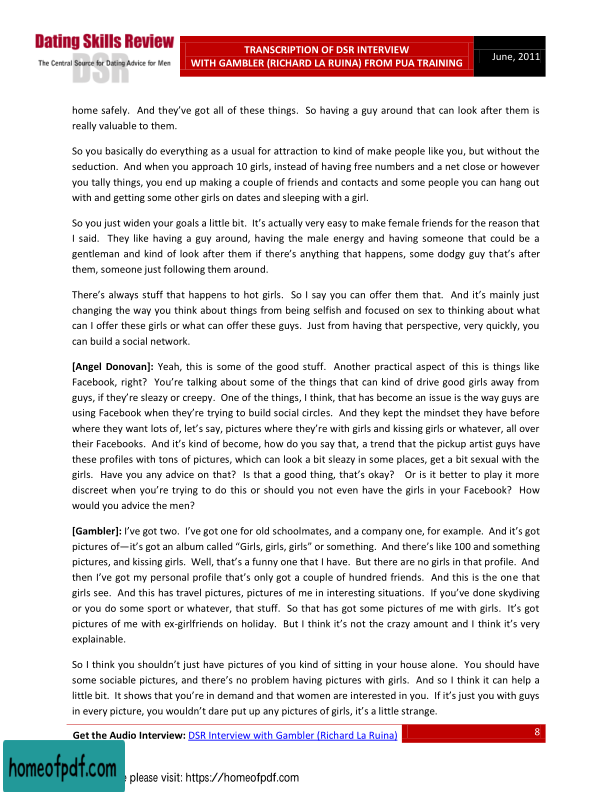 Dating Skills Review
The Central Source for Dating Advice for Men
DSR
TRANSCRIPTION OF DSR INTERVIEW
WITH GAMBLER (RICHARD LA RUINA) FROM PUA TRAINING
June, 2011
home safely. And they've got all of these things. So having a guy around that can look after them is
really valuable to them.
So you basically do everything as a usual for attraction to kind of make people like you, but without the
seduction. And when you approach 10 girls, instead of having free numbers and a net close or however
you tally things, you end up making a couple of friends and contacts and some people you can hang out
with and getting some other girls on dates and sleeping with a girl.
So you just widen your goals a little bit. It's actually very easy to make female friends for the reason that
I said. They like having a guy around, having the male energy and having someone that could be a
gentleman and kind of look after them if there's anything that happens, some dodgy guy that's after
them, someone just following them around.
There's always stuff that happens to hot girls. So I say you can offer them that. And it's mainly just
changing the way you think about things from being selfish and focused on sex to thinking about what
can I offer these girls or what can offer these guys. Just from having that perspective, very quickly, you
can build a social network.
[Angel Donovan]: Yeah, this is some of the good stuff. Another practical aspect of this is things like
Facebook, right? You're talking about some of the things that can kind of drive good girls away from
guys, if they're sleazy or creepy. One of the things, I think, that has become an issue is the way guys are
using Facebook when they're trying to build social circles. And they kept the mindset they have before
where they want lots of, let's say, pictures where they're with girls and kissing girls or whatever, all over
their Facebooks. And it's kind of become, how do you say that, a trend that the pickup artist guys have
these profiles with tons of pictures, which can look a bit sleazy in some places, get a bit sexual with the
girls. Have you any advice on that? Is that a good thing, that's okay? Or is it better to play it more
discreet when you're trying to do this or should you not even have the girls in your Facebook? How
would you advice the men?
[Gambler]: I've got two. I've got one for old schoolmates, and a company one, for example. And it's got
pictures of—it's got an album called "Girls, girls, girls" or something. And there's like 100 and something
pictures, and kissing girls. Well, that's a funny one that I have. But there are no girls in that profile. And
then I've got my personal profile that's only got a couple of hundred friends. And this is the one that
girls see. And this has travel pictures, pictures of me in interesting situations. If you've done skydiving
or you do some sport or whatever, that stuff. So that has got some pictures of me with girls. It's got
pictures of me with ex-girlfriends on holiday. But I think it's not the crazy amount and I think it's very
explainable.
So I think you shouldn't just have pictures of you kind of sitting in your house alone. You should have
some sociable pictures, and there's no problem having pictures with girls. And so I think it can help a
little bit. It shows that you're in demand and that women are interested in you. If it's just you with guys
in every picture, you wouldn't dare put up any pictures of girls, it's a little strange.
Get the Audio Interview: DSR Interview with Gambler (Richard La Ruina)
8
homeofpdf.com
please visit: https://homeofpdf.com